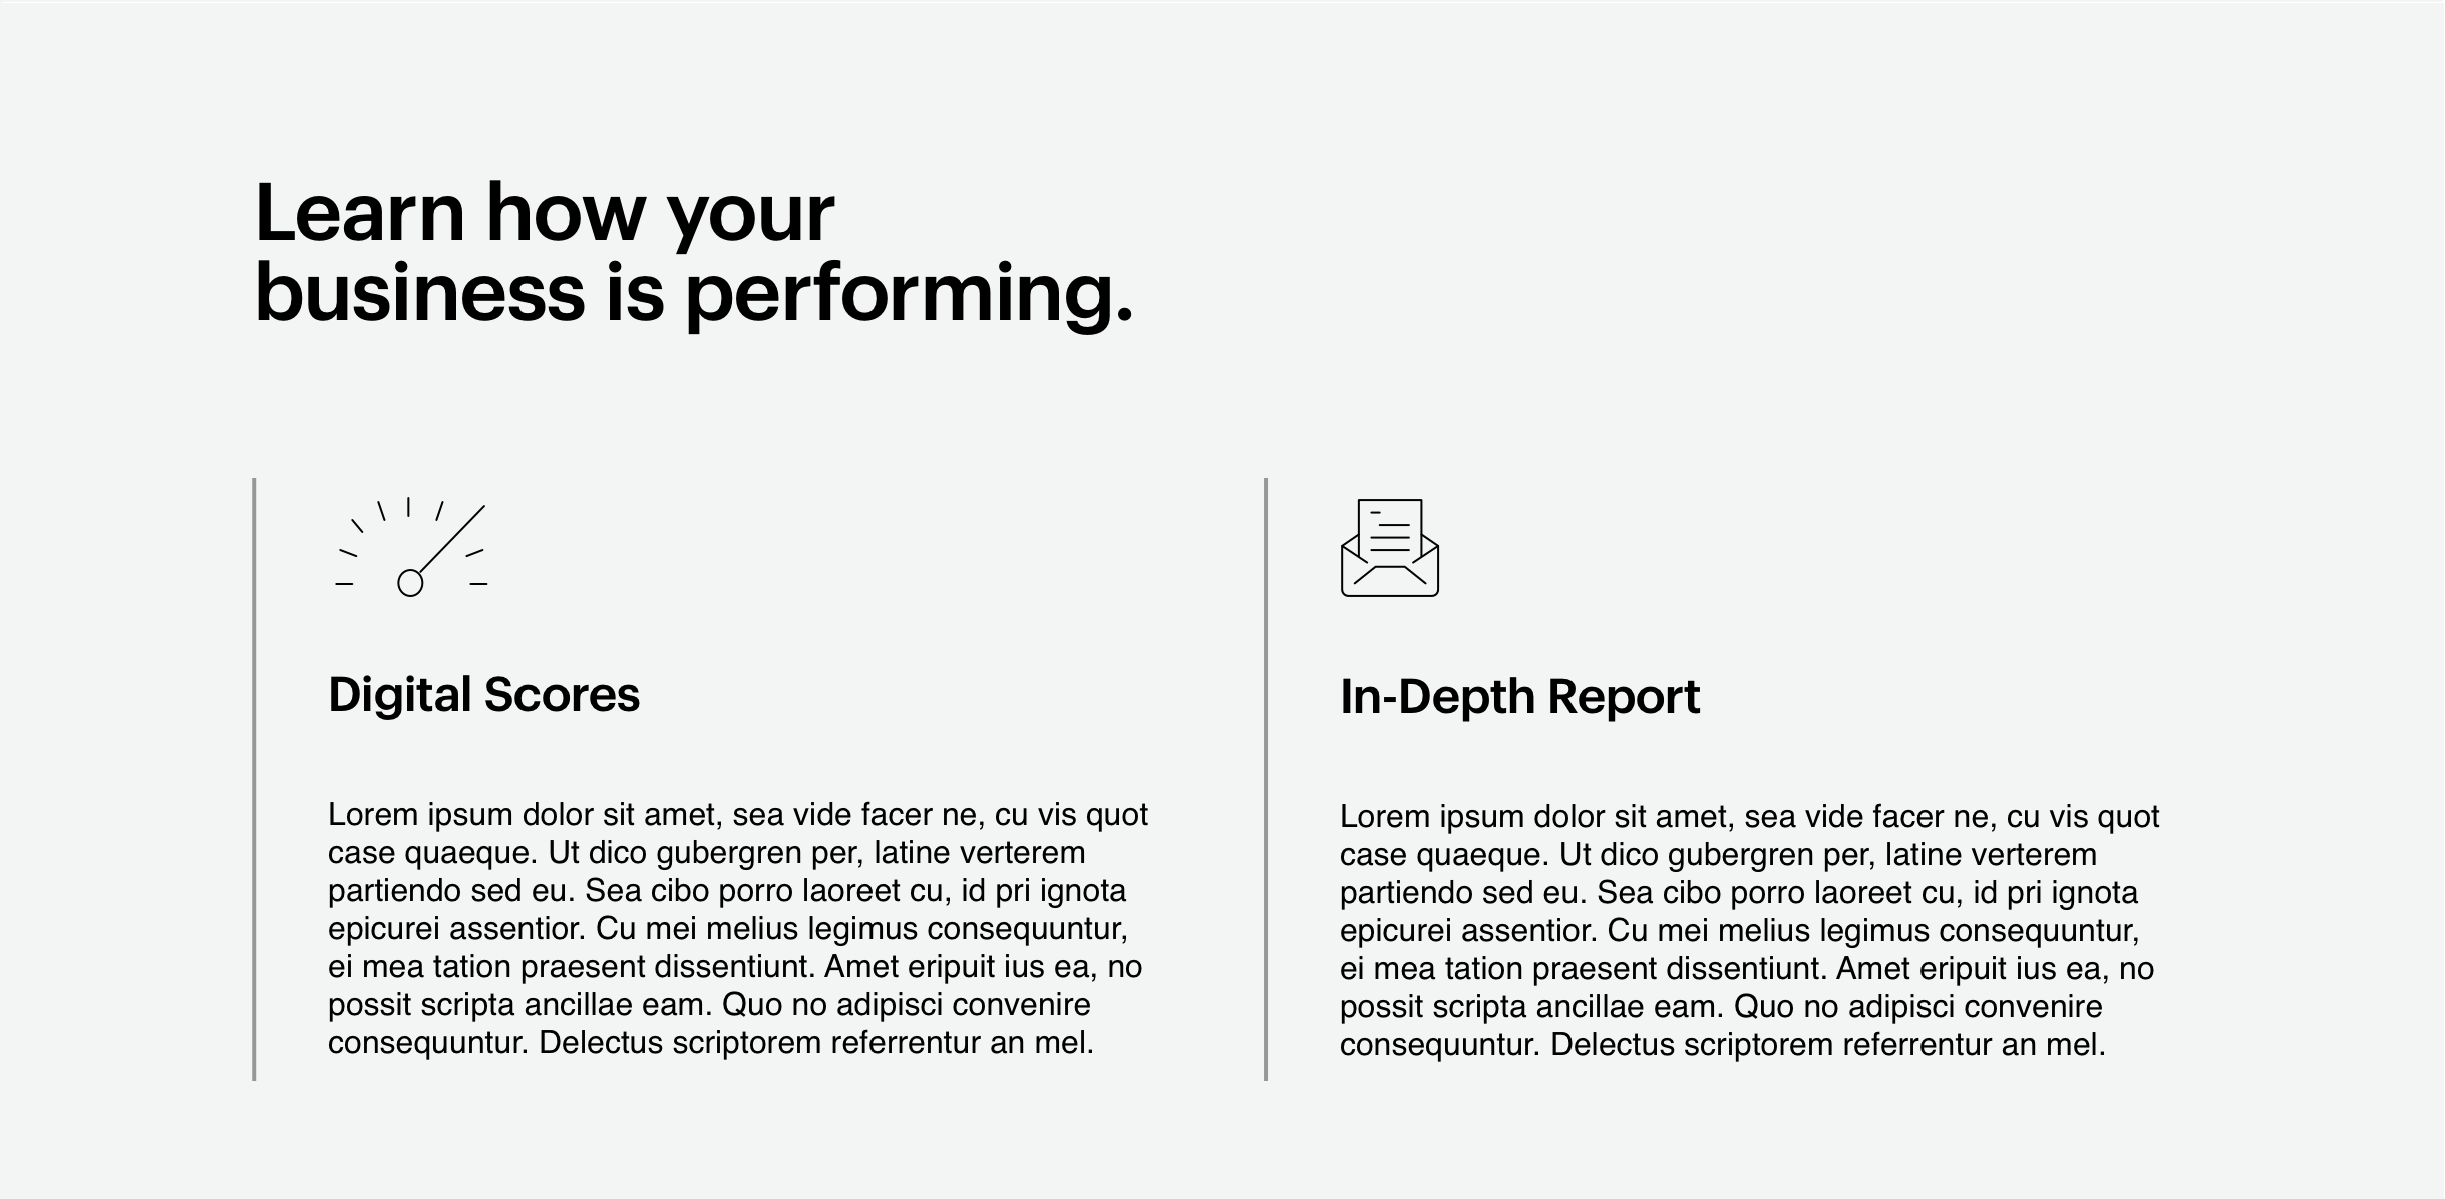 Learn how your
business is performing.
Digital Scores
Lorem ipsum dolor sit amet, sea vide facer ne, cu vis quot
case quaeque. Ut dico gubergren per, latine verterem
partiendo sed eu. Sea cibo porro laoreet cu, id pri ignota
epicurei assentior. Cu mei melius legimus consequuntur,
ei mea tation praesent dissentiunt. Amet eripuit ius ea, no
possit scripta ancillae eam. Quo no adipisci convenire
consequuntur. Delectus scriptorem referrentur an mel.
In-Depth Report
Lorem ipsum dolor sit amet, sea vide facer ne, cu vis quot
case quaeque. Ut dico gubergren per, latine verterem
partiendo sed eu. Sea cibo porro laoreet cu, id pri ignota
epicurei assentior. Cu mei melius legimus consequuntur,
ei mea tation praesent dissentiunt. Amet eripuit ius ea, no
possit scripta ancillae eam. Quo no adipisci convenire
consequuntur. Delectus scriptorem referrentur an mel.